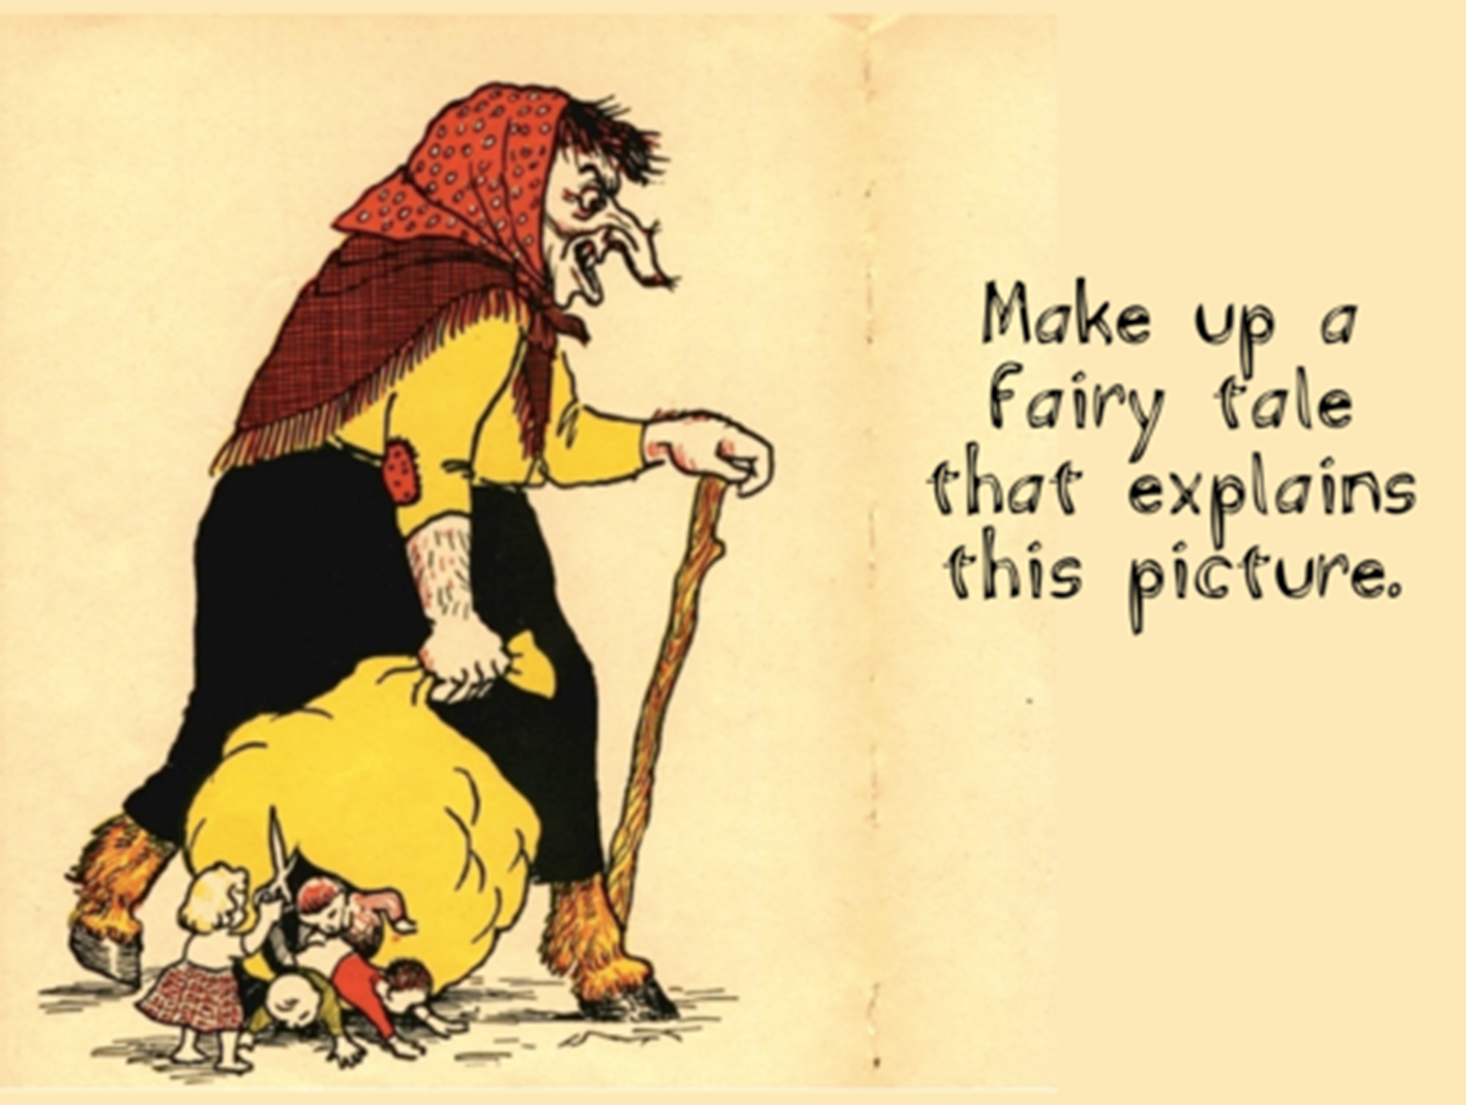 Make up a
fairy tale
that explains
this picture.